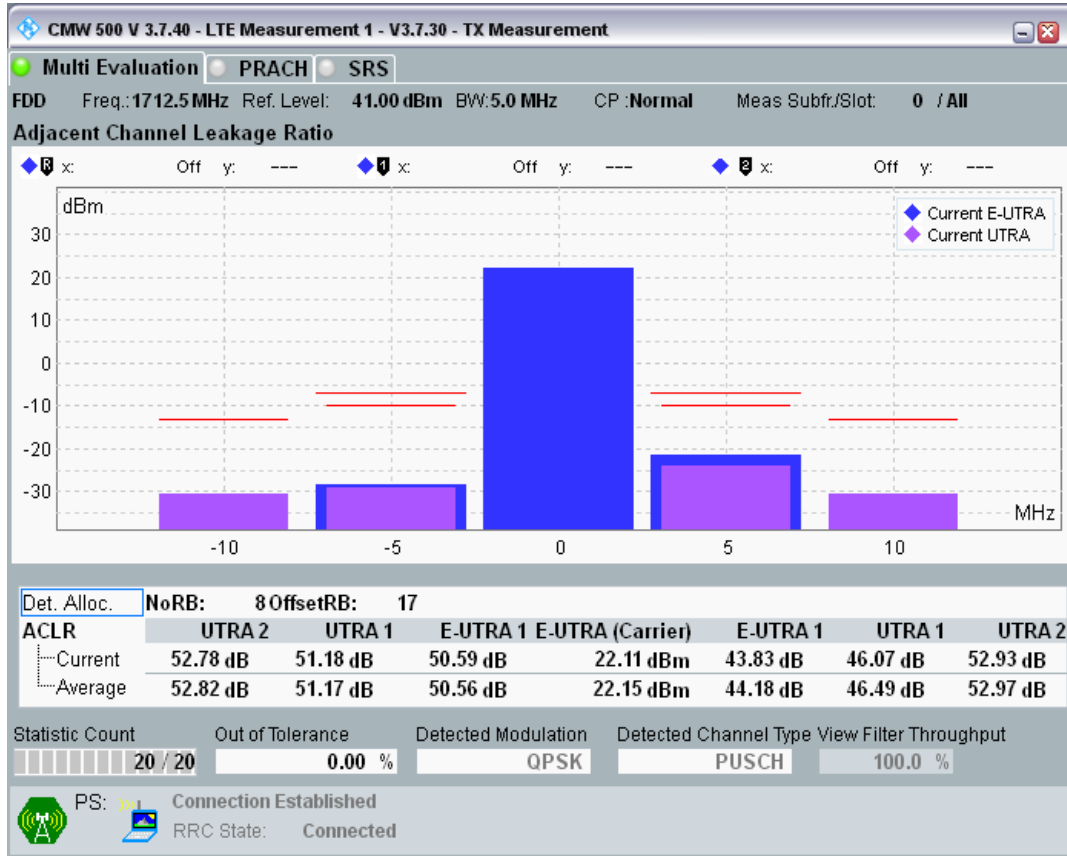 CMW 500 V 3.7.40 - LTE Measurement 1 - V3.7.30 - TX Measurement
Multi Evaluation PRACH SRS
FDD Freq.: 1712.5 MHz Ref. Level: 41.00 dBm BW: 5.0 MHz CP : Normal Meas Subfr./Slot: 0 / All
Adjacent Channel Leakage Ratio
R x: Off y: --- 1 x: Off y: --- 2 x: Off y: ---
dBm
Current E-UTRA
Current UTRA
30
20
10
0
-10
-20
-30
MHz
-10 -5 0 5 10
Det. Alloc. NoRB: 8 OffsetRB: 17
ACLR UTRA 2 UTRA 1 E-UTRA 1 E-UTRA (Carrier) E-UTRA 1 UTRA 1 UTRA 2
Current 52.78 dB 51.18 dB 50.59 dB 22.11 dBm 43.83 dB 46.07 dB 52.93 dB
Average 52.82 dB 51.17 dB 50.56 dB 22.15 dBm 44.18 dB 46.49 dB 52.97 dB
Statistic Count Out of Tolerance Detected Modulation Detected Channel Type View Filter Throughput
20 / 20 0.00 % QPSK PUSCH 100.0 %
PS: Connection Established
RRC State: Connected